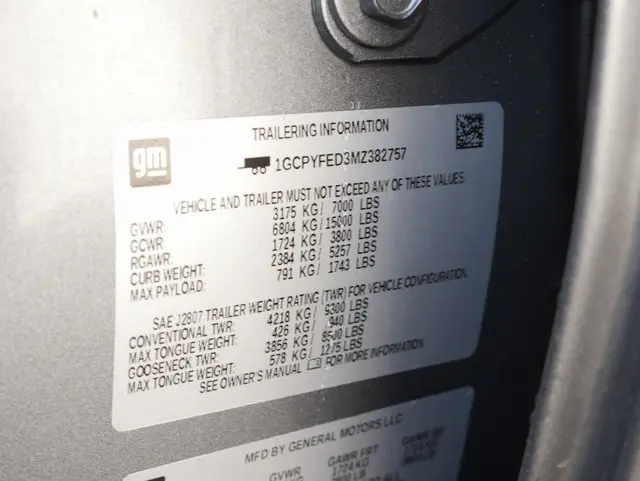 gm
TRAILERING INFORMATION
1GCPYFED3MZ382757
VEHICLE AND TRAILER MUST NOT EXCEED ANY OF THESE VALUES.
GVWR: 3175 KG / 7000 LBS
GCWR: 6804 KG / 15000 LBS
RGAWR: 1724 KG / 3800 LBS
CURB WEIGHT: 2384 KG / 5257 LBS
MAX PAYLOAD: 791 KG / 1743 LBS
SAE J2807 TRAILER WEIGHT RATING (TWR) FOR VEHICLE CONFIGURATION
CONVENTIONAL TWR: 4218 KG / 9300 LBS
MAX TONGUE WEIGHT: 426 KG / 940 LBS
GOOSENECK TWR: 3856 KG / 8500 LBS
MAX TONGUE WEIGHT: 578 KG / 1275 LBS
SEE OWNER'S MANUAL FOR MORE INFORMATION
MFD BY GENERAL MOTORS LLC
GVWR GAWR FRT
1724 KG